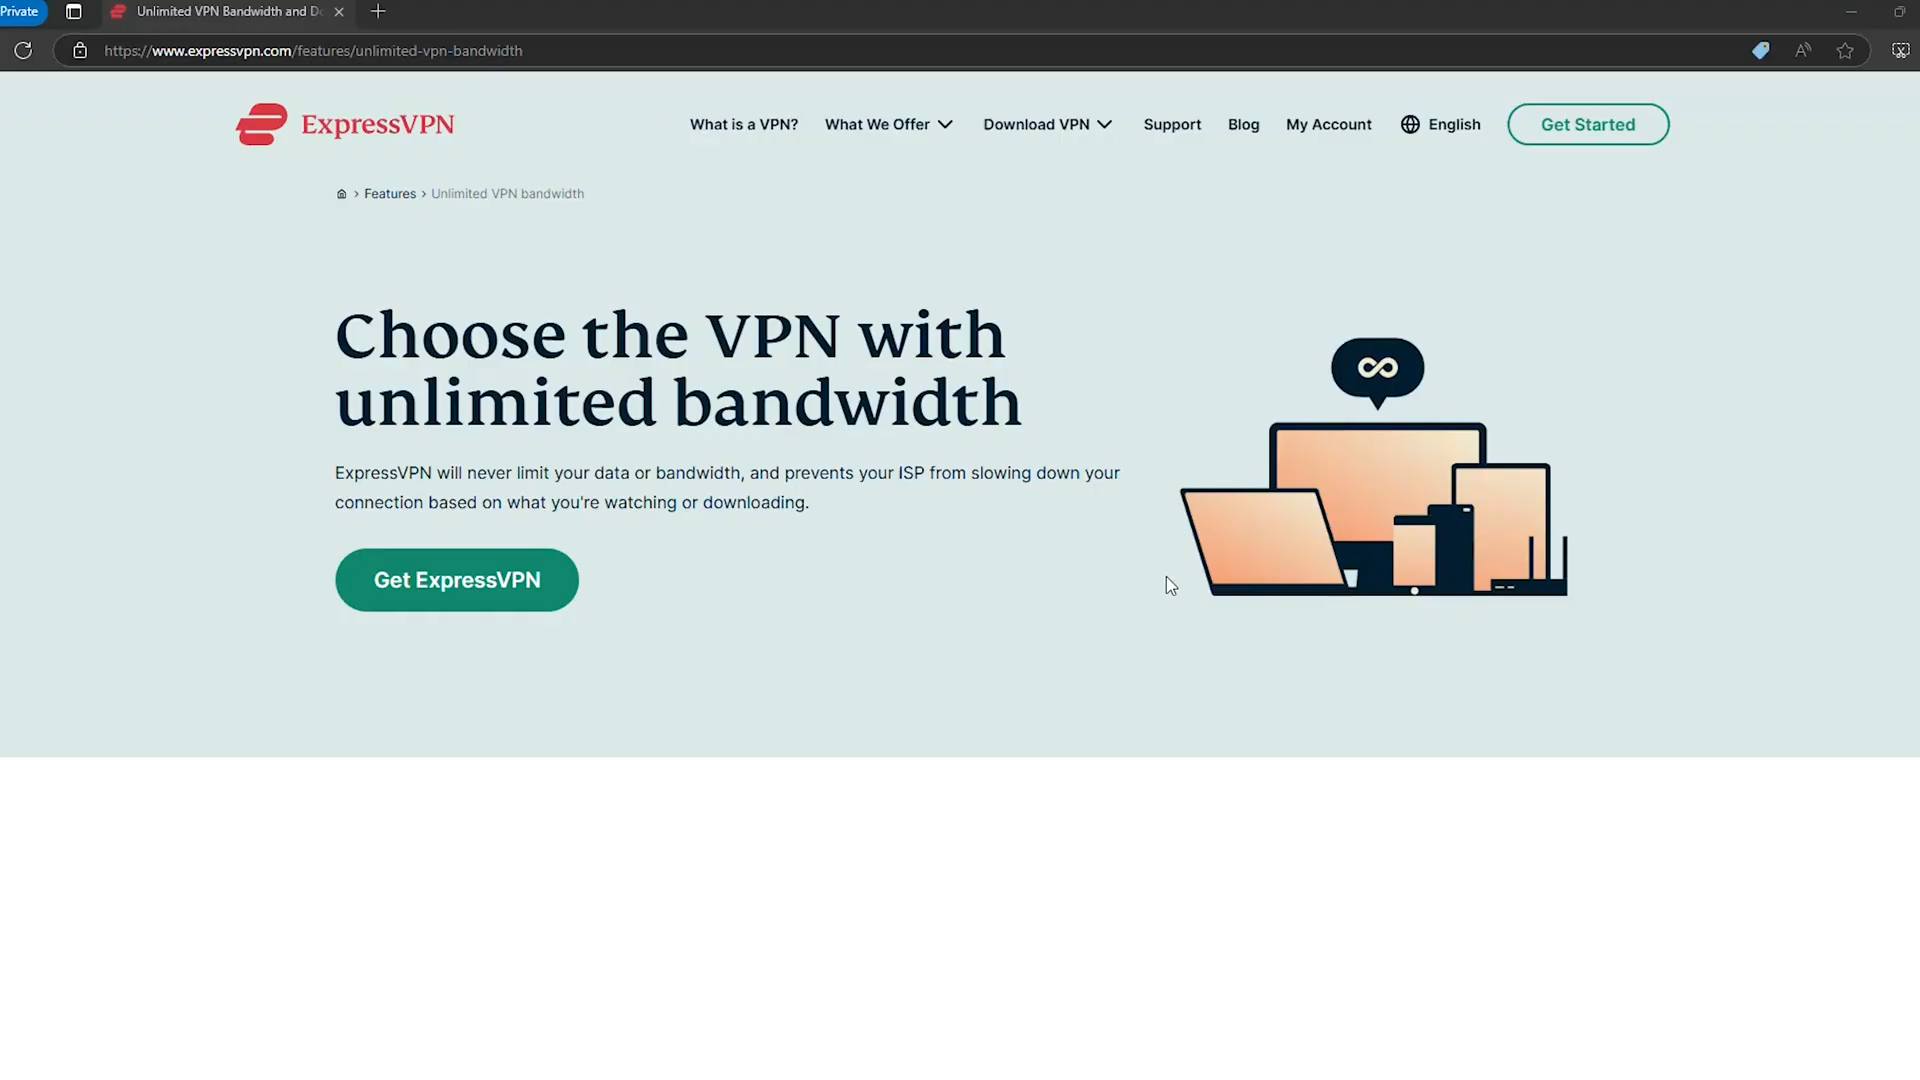 Private
Unlimited VPN Bandwidth and D
https://www.expressvpn.com/features/unlimited-vpn-bandwidth
ExpressVPN
What is a VPN?
What We Offer
Download VPN
Support
Blog
My Account
English
Get Started
> Features > Unlimited VPN bandwidth
Choose the VPN with
unlimited bandwidth
ExpressVPN will never limit your data or bandwidth, and prevents your ISP from slowing down your
connection based on what you're watching or downloading.
Get ExpressVPN